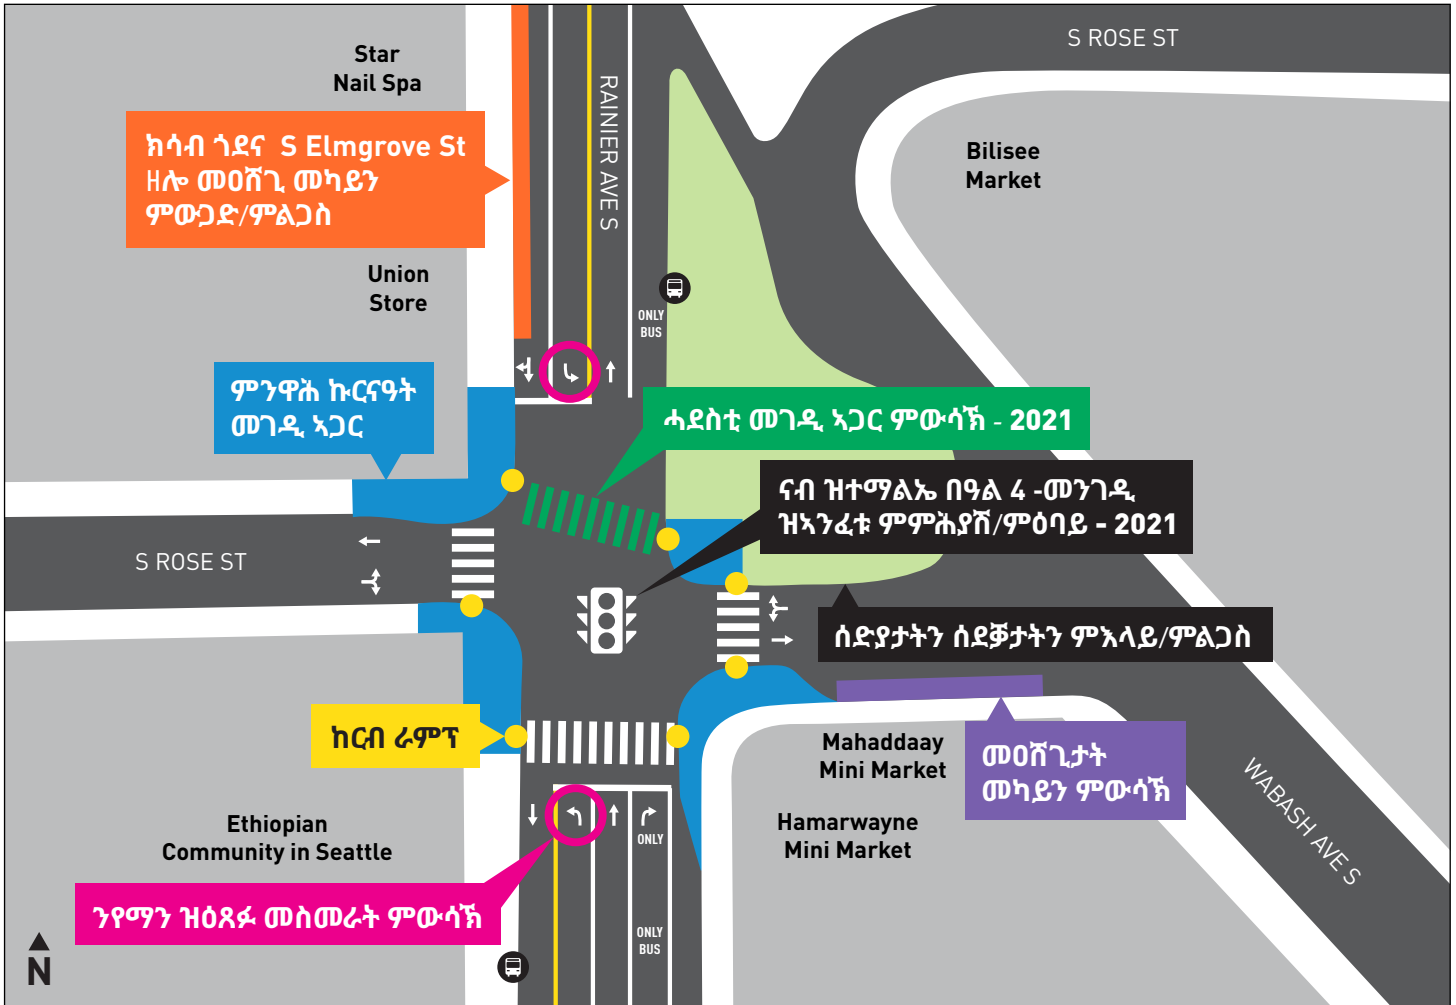 S ROSE ST
Star
Nail Spa
RAINIER AVE S
ክሳብ ጎደና S Elmgrove St
ዘሎ መዐሸጊ መካይን
ምውጋድ/ምልጋስ
Bilisee
Market
Union
Store
ONLY
BUS
ምንዋሕ ኩርናዓት
መገዲ ኣጋር
ሓደስቲ መገዲ ኣጋር ምውሳኽ - 2021
ናብ ዝተማልኤ በዓል 4 -መንገዲ
ዝኣንፈቱ ምምሕያሽ/ምዕባይ - 2021
S ROSE ST
ሰድያታትን ሰደቓታትን ምእላይ/ምልጋስ
ከርብ ራምፕ
Mahaddaay
Mini Market
መዐሸጊታት
መካይን ምውሳኽ
WABASH AVE S
Ethiopian
Community in Seattle
Hamarwayne
Mini Market
ONLY
ንየማን ዝዕጸፉ መስመራት ምውሳኽ
ONLY
BUS
N